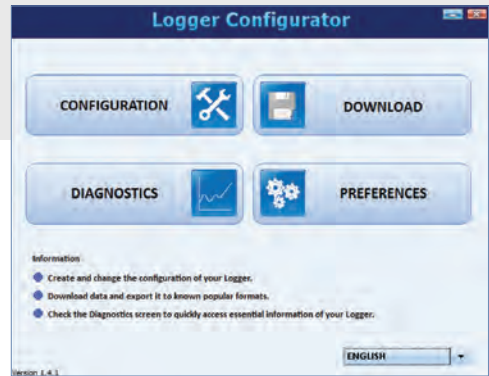 Logger Configurator
CONFIGURATION
DOWNLOAD
DIAGNOSTICS
PREFERENCES
Information
Create and change the configuration of your Logger.
Download data and export it to known popular formats.
Check the Diagnostics screen to quickly access essential information of your Logger.
ENGLISH
Version 1.4.1